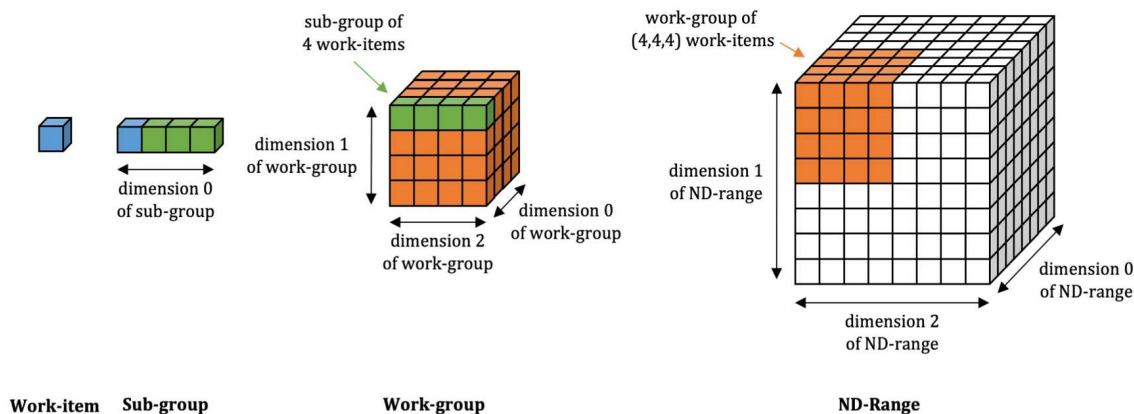 sub-group of
4 work-items
work-group of
(4,4,4) work-items
dimension 0
of sub-group
dimension 1
of work-group
dimension 2
of work-group
dimension 0
of work-group
dimension 1
of ND-range
dimension 2
of ND-range
dimension 0
of ND-range
Work-item
Sub-group
Work-group
ND-Range